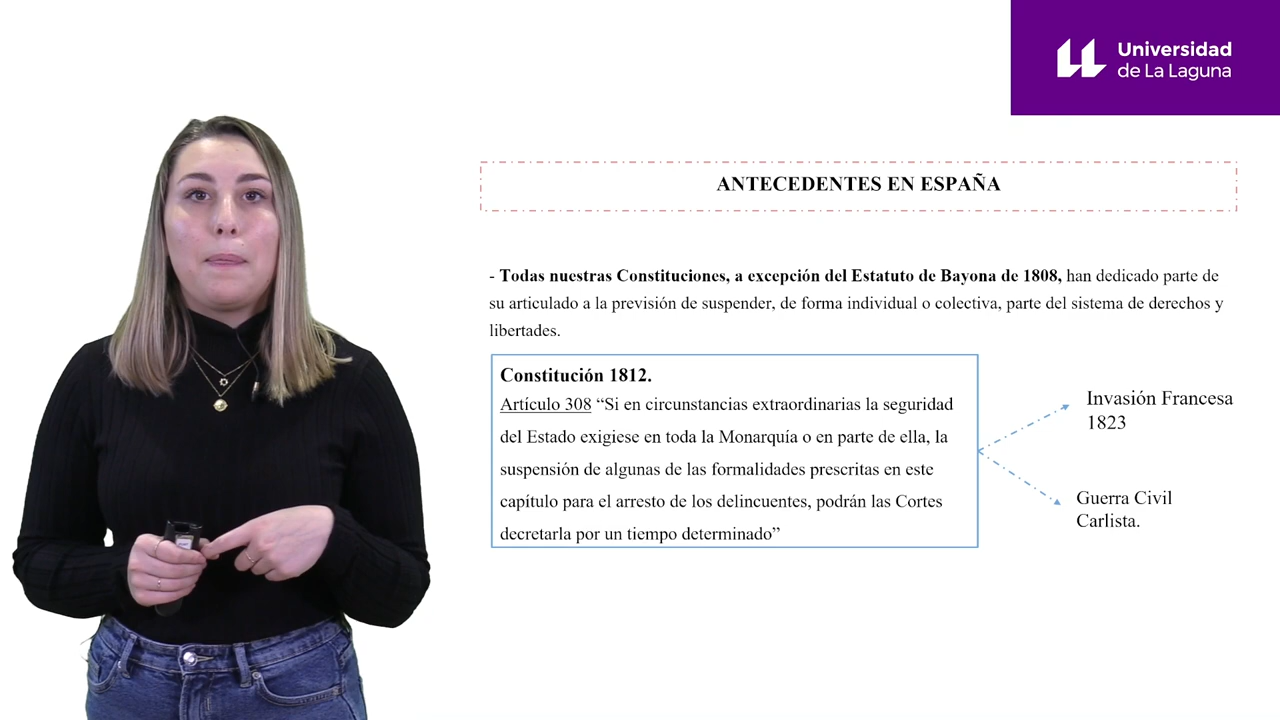 Universidad
de La Laguna
ANTECEDENTES EN ESPAÑA
- Todas nuestras Constituciones, a excepción del Estatuto de Bayona de 1808, han dedicado parte de
su articulado a la previsión de suspender, de forma individual o colectiva, parte del sistema de derechos y
libertades.
Constitución 1812.
Artículo 308 “Si en circunstancias extraordinarias la seguridad
del Estado exigiese en toda la Monarquía o en parte de ella, la
suspensión de algunas de las formalidades prescritas en este
capítulo para el arresto de los delincuentes, podrán las Cortes
decretarla por un tiempo determinado”
Invasión Francesa
1823
Guerra Civil
Carlista.